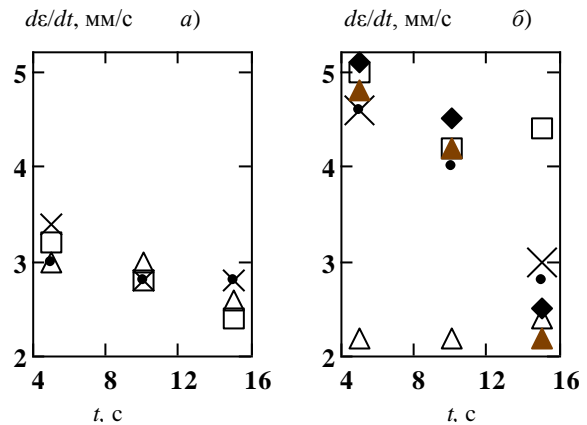 dε/dt, мм/с а) dε/dt, мм/с б)
5 5
4 4
3 3
2 2
4 8 12 16 4 8 12 16
t, с t, с